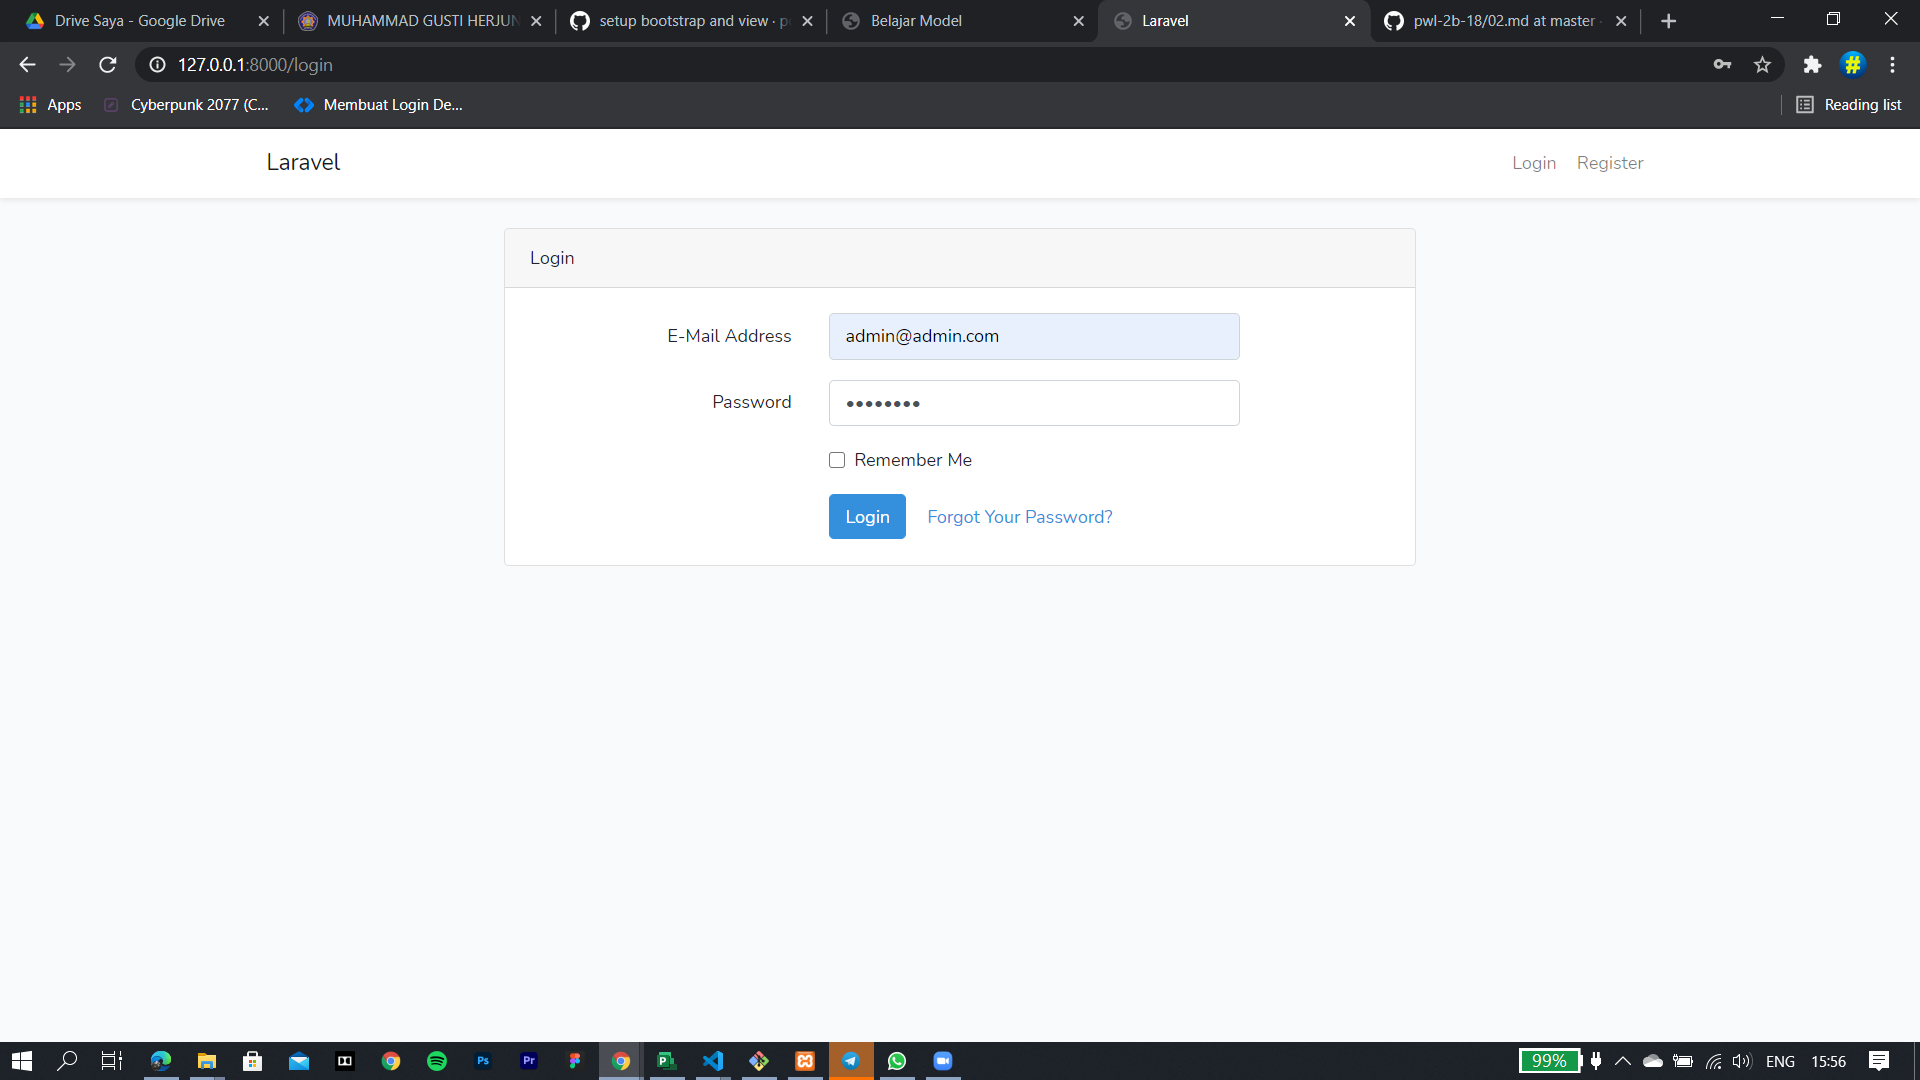 Drive Saya - Google Drive
MUHAMMAD GUSTI HERJUN
setup bootstrap and view · p
Belajar Model
Laravel
pwl-2b-18/02.md at master
127.0.0.1:8000/login
Apps
Cyberpunk 2077 (C...
Membuat Login De...
Reading list
Laravel
Login
Register
Login
E-Mail Address
admin@admin.com
Password
Remember Me
Login
Forgot Your Password?
Ps
Pr
99%
ENG
15:56